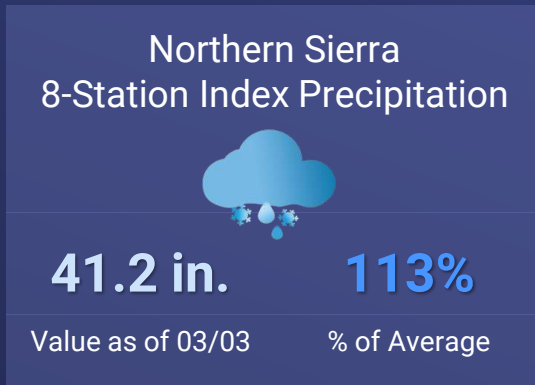 Northern Sierra
8-Station Index Precipitation
41.2 in. 113%
Value as of 03/03 % of Average